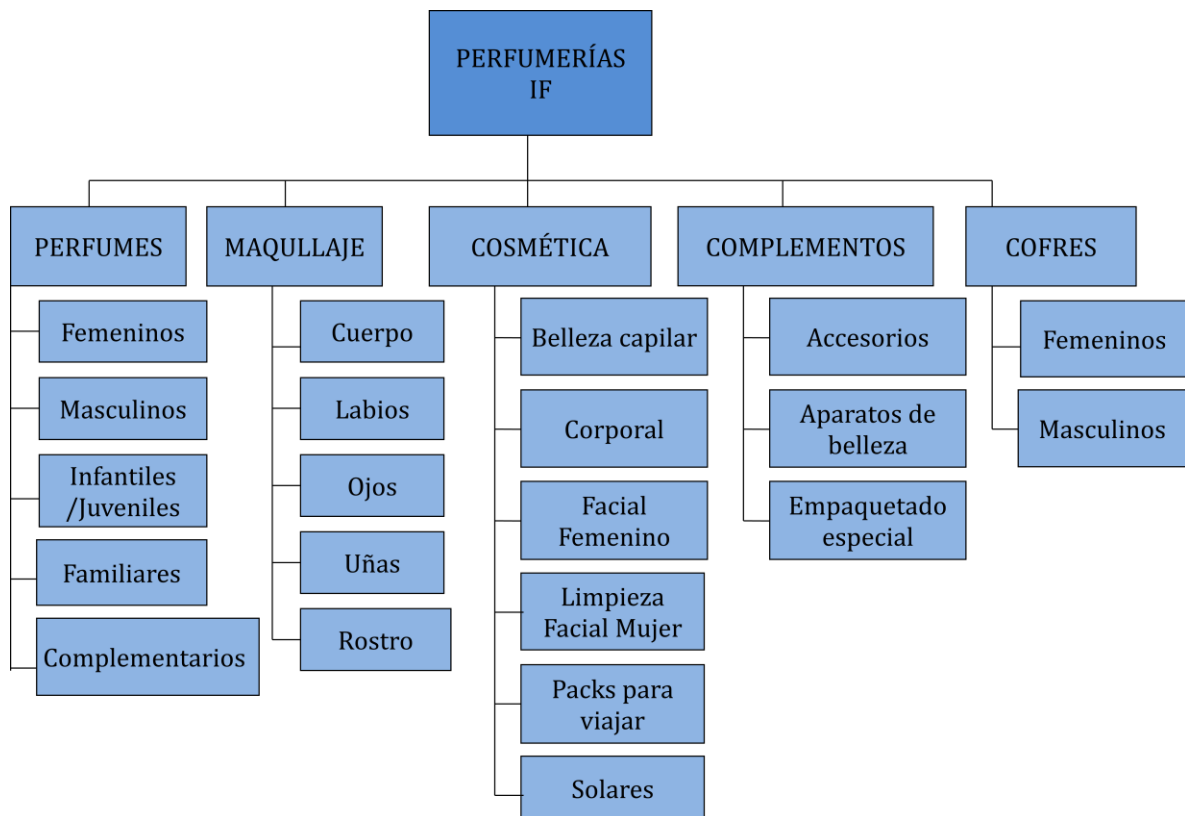 PERFUMERÍAS
IF
PERFUMES
MAQULLAJE
COSMÉTICA
COMPLEMENTOS
COFRES
Femeninos
Masculinos
Infantiles
/Juveniles
Familiares
Complementarios
Cuerpo
Labios
Ojos
Uñas
Rostro
Belleza capilar
Corporal
Facial
Femenino
Limpieza
Facial Mujer
Packs para
viajar
Solares
Accesorios
Aparatos de
belleza
Empaquetado
especial
Femeninos
Masculinos